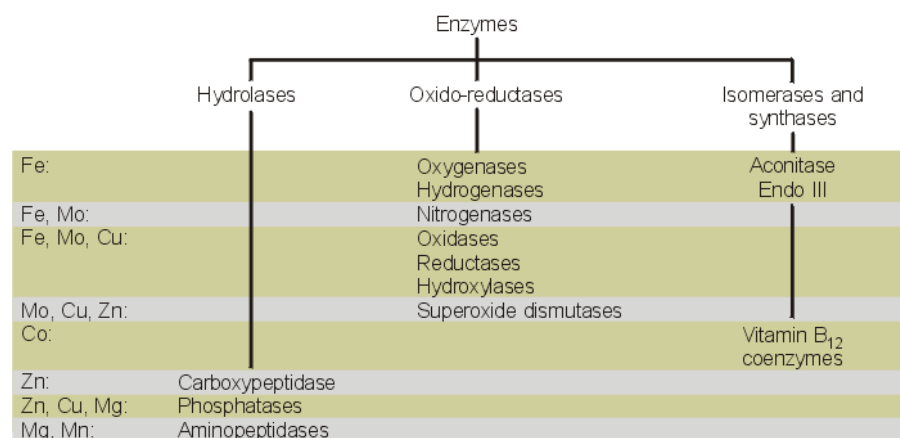 Enzymes
Hydrolases Oxido-reductases Isomerases and
synthases
Fe: Oxygenases Aconitase
Hydrogenases Endo III
Fe, Mo: Nitrogenases
Fe, Mo, Cu: Oxidases
Reductases
Hydroxylases
Mo, Cu, Zn: Superoxide dismutases
Co: Vitamin B12
coenzymes
Zn: Carboxypeptidase
Zn, Cu, Mg: Phosphatases
Mg, Mn: Aminopeptidases